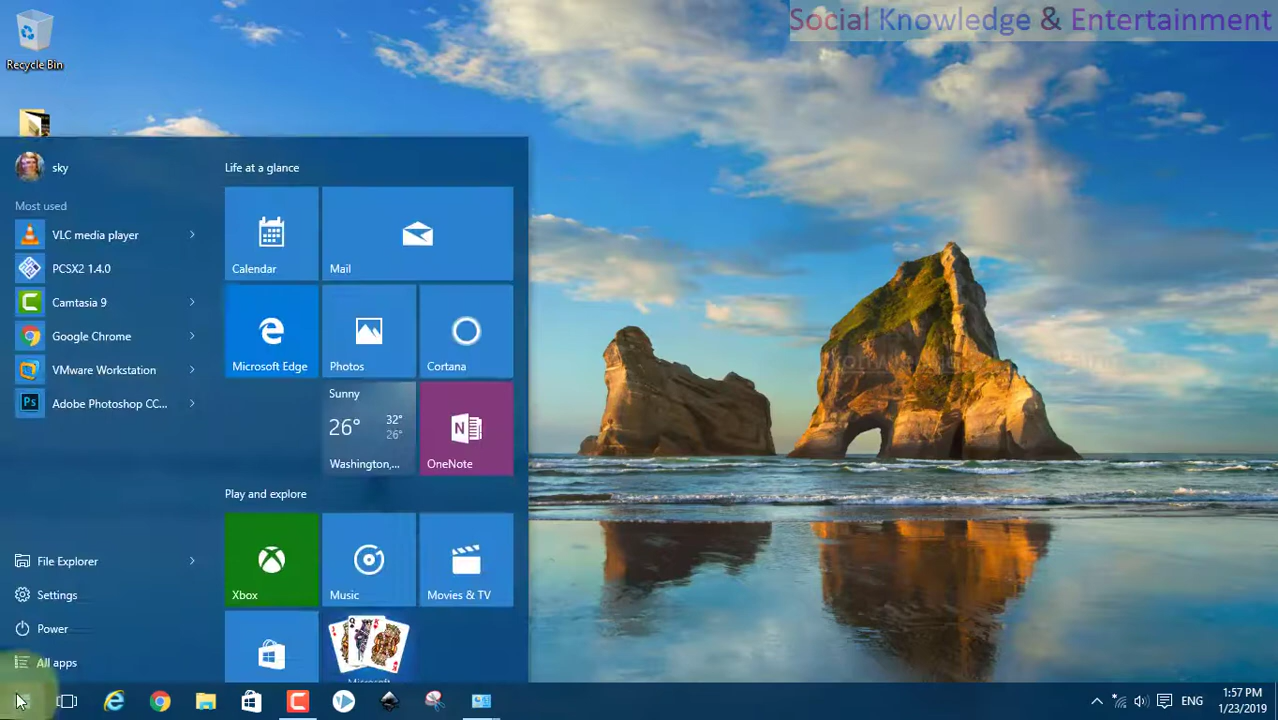 Social Knowledge & Entertainment
Recycle Bin
sky
Most used
VLC media player
PCSX2 1.4.0
Camtasia 9
Google Chrome
VMware Workstation
Adobe Photoshop CC...
File Explorer
Settings
Power
All apps
Life at a glance
Calendar
Mail
Microsoft Edge
Photos
Cortana
Sunny
26°
32°
26°
Washington,...
OneNote
Play and explore
Xbox
Music
Movies & TV
Microsoft
ENG
1:57 PM
1/23/2019